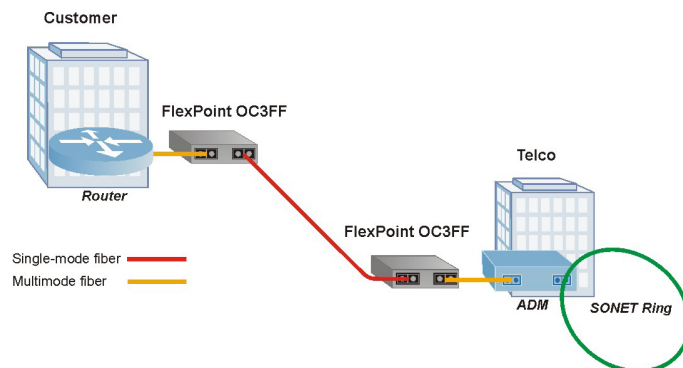 Customer
FlexPoint OC3FF
Router
Telco
FlexPoint OC3FF
Single-mode fiber
Multimode fiber
ADM
SONET Ring